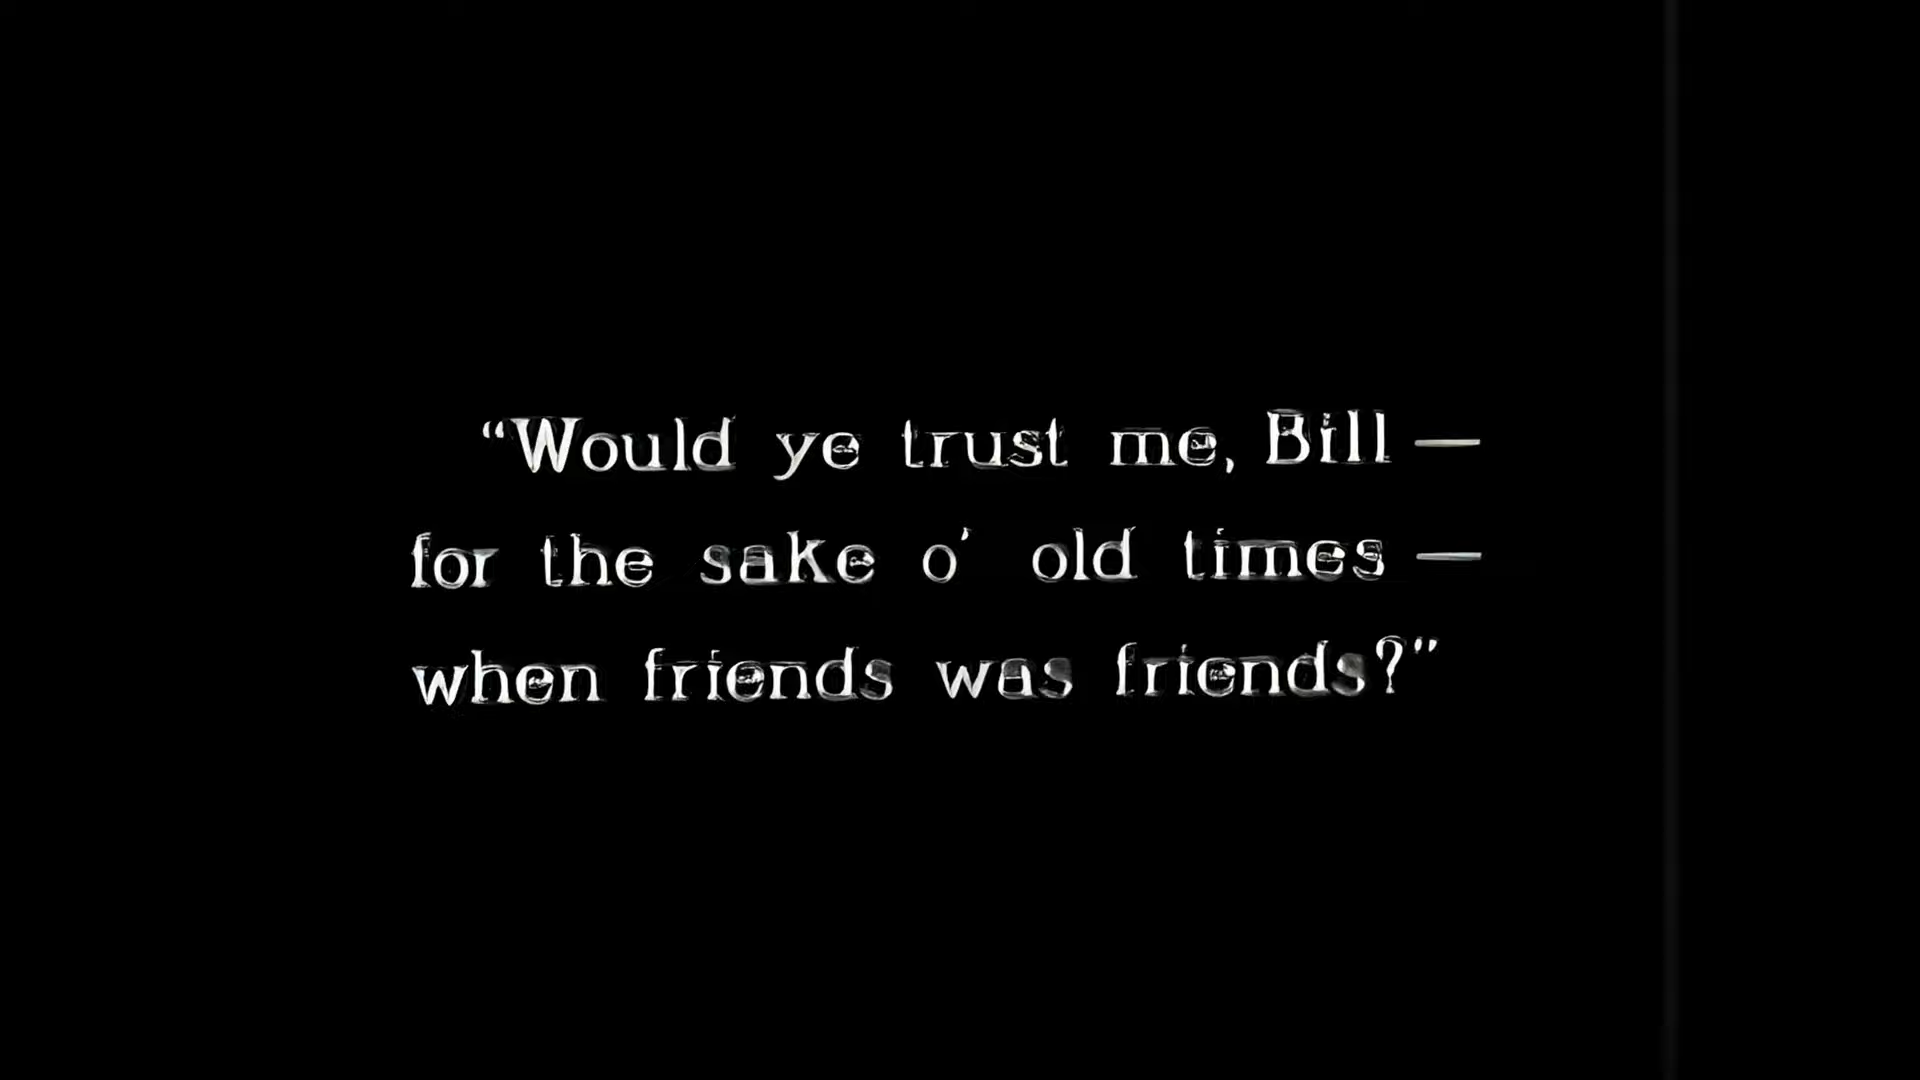 “Would ye trust me, Bill —
for the sake o’ old times —
when friends was friends?”